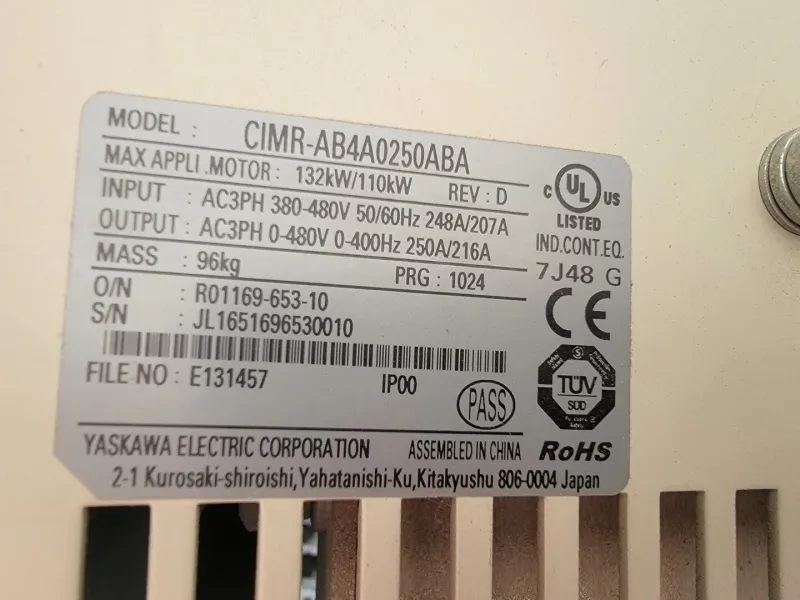 MODEL : CIMR-AB4A0250ABA
MAX APPLI.MOTOR : 132kW/110kW REV : D
INPUT : AC3PH 380-480V 50/60Hz 248A/207A
OUTPUT : AC3PH 0-480V 0-400Hz 250A/216A
MASS : 96kg PRG : 1024
O/N : R01169-653-10
S/N : JL1651696530010
FILE NO : E131457 IP00
PASS
C UL US
LISTED
IND.CONT.EQ.
7J48 G
CE
TÜV
SÜD
RoHS
YASKAWA ELECTRIC CORPORATION ASSEMBLED IN CHINA
2-1 Kurosaki-shiroishi,Yahatanishi-Ku,Kitakyushu 806-0004 Japan